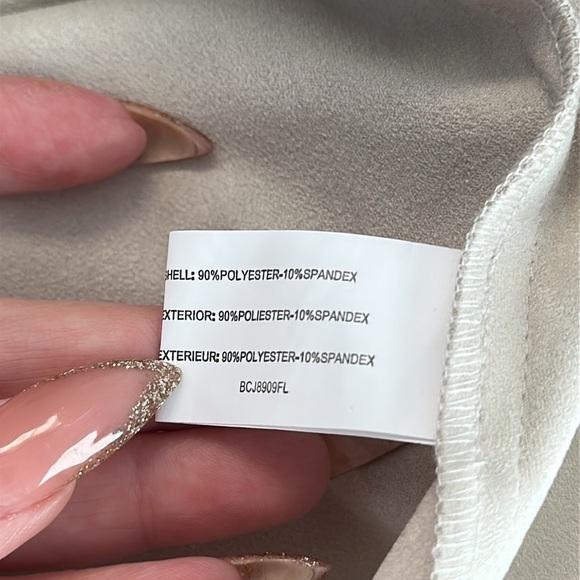 SHELL: 90%POLYESTER-10%SPANDEX
EXTERIOR: 90%POLIESTER-10%SPANDEX
EXTERIEUR: 90%POLYESTER-10%SPANDEX
BCJ8909FL